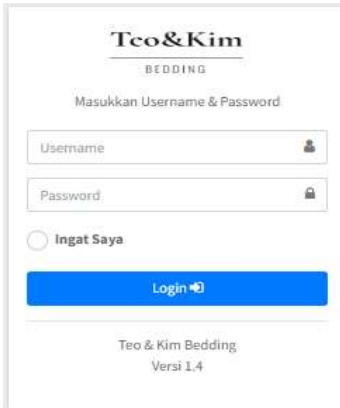 Teo&Kim
BEDDING
Masukkan Username & Password
Username
Password
Ingat Saya
Login
Teo & Kim Bedding
Versi 1.4